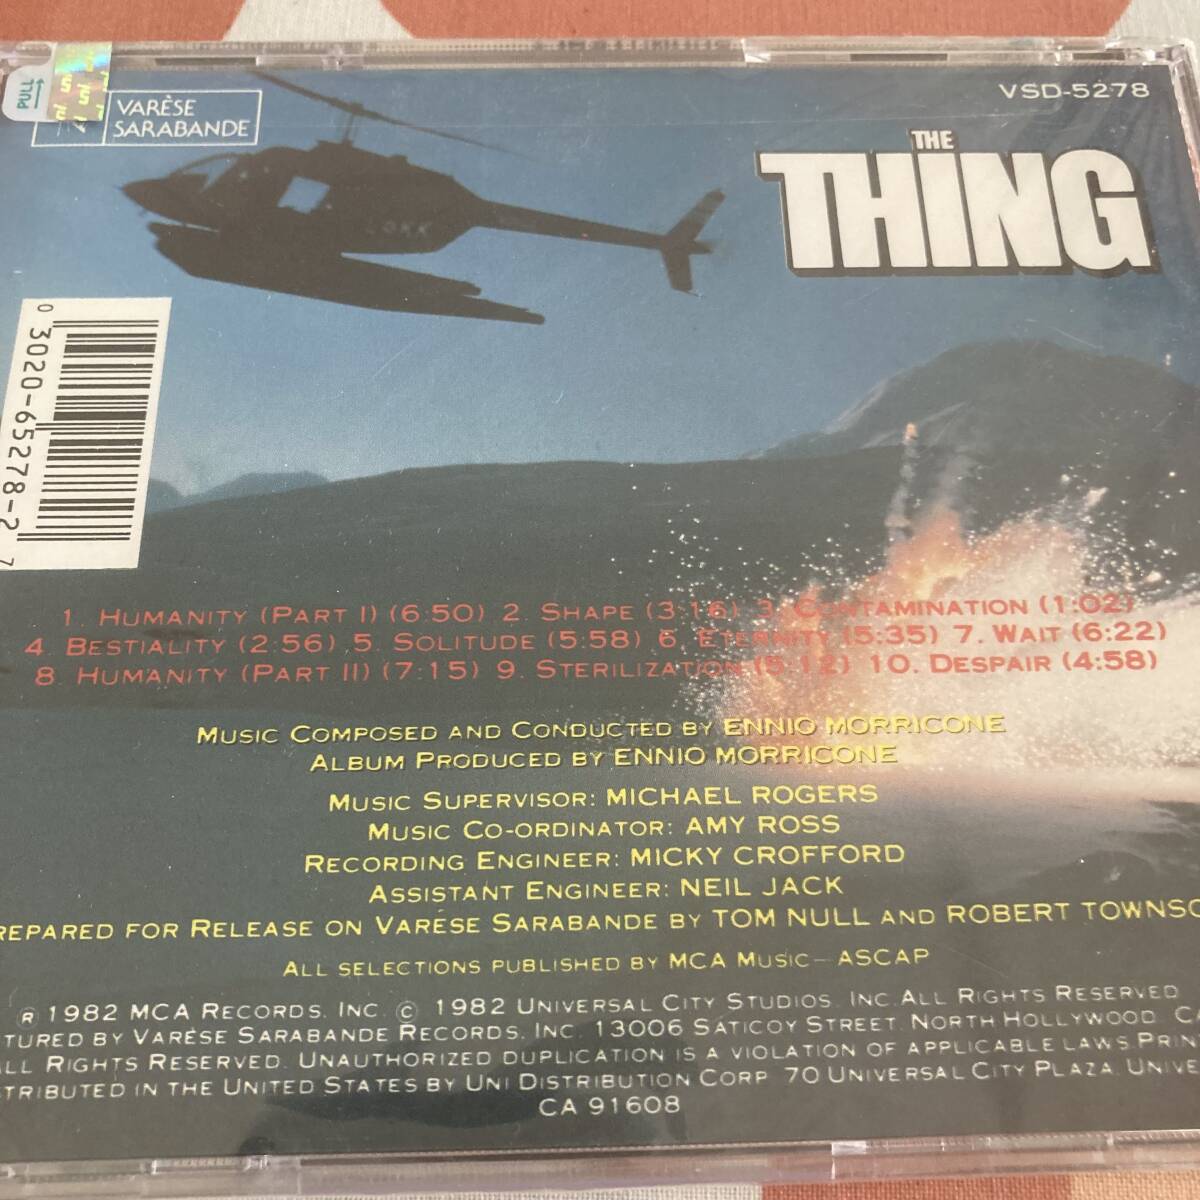 PULL
VARÈSE
SARABANDE
VSD-5278
THE
THING
0 3020-65278-2 7
1. HUMANITY (PART I) (6:50) 2. SHAPE (3:16) 3. CONTAMINATION (1:02)
4. BESTIALITY (2:56) 5. SOLITUDE (5:58) 6. ETERNITY (5:35) 7. WAIT (6:22)
8. HUMANITY (PART II) (7:15) 9. STERILIZATION (5:12) 10. DESPAIR (4:58)
MUSIC COMPOSED AND CONDUCTED BY ENNIO MORRICONE
ALBUM PRODUCED BY ENNIO MORRICONE
MUSIC SUPERVISOR: MICHAEL ROGERS
MUSIC CO-ORDINATOR: AMY ROSS
RECORDING ENGINEER: MICKY CROFFORD
ASSISTANT ENGINEER: NEIL JACK
REPARED FOR RELEASE ON VARÈSE SARABANDE BY TOM NULL AND ROBERT TOWNSO
ALL SELECTIONS PUBLISHED BY MCA MUSIC—ASCAP
® 1982 MCA RECORDS, INC. © 1982 UNIVERSAL CITY STUDIOS, INC. ALL RIGHTS RESERVED
TURED BY VARÈSE SARABANDE RECORDS, INC. 13006 SATICOY STREET, NORTH HOLLYWOOD, CA
ALL RIGHTS RESERVED. UNAUTHORIZED DUPLICATION IS A VIOLATION OF APPLICABLE LAWS. PRIN
STRIBUTED IN THE UNITED STATES BY UNI DISTRIBUTION CORP. 70 UNIVERSAL CITY PLAZA, UNIVE
CA 91608